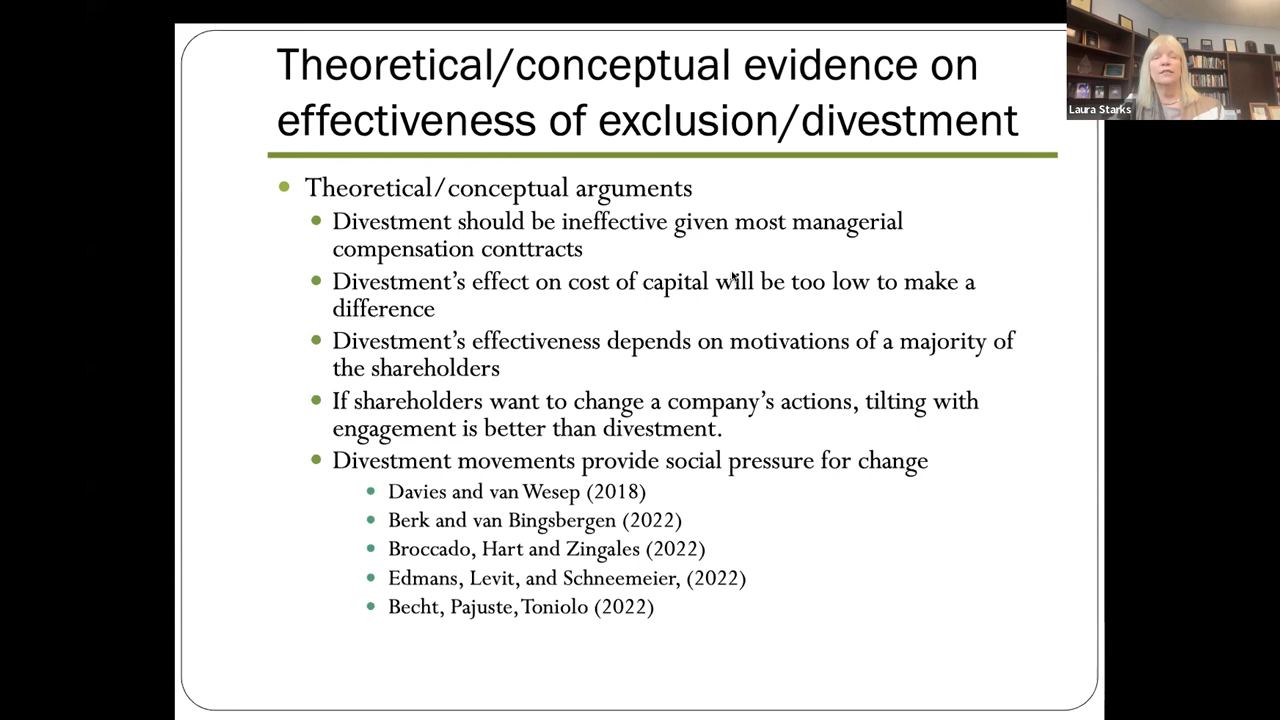 Theoretical/conceptual evidence on
effectiveness of exclusion/divestment
Laura Starks
Theoretical/conceptual arguments
Divestment should be ineffective given most managerial
compensation conttracts
Divestment's effect on cost of capital will be too low to make a
difference
Divestment's effectiveness depends on motivations of a majority of
the shareholders
If shareholders want to change a company's actions, tilting with
engagement is better than divestment.
Divestment movements provide social pressure for change
Davies and van Wesep (2018)
Berk and van Bingsbergen (2022)
Broccado, Hart and Zingales (2022)
Edmans, Levit, and Schneemeier, (2022)
Becht, Pajuste, Toniolo (2022)